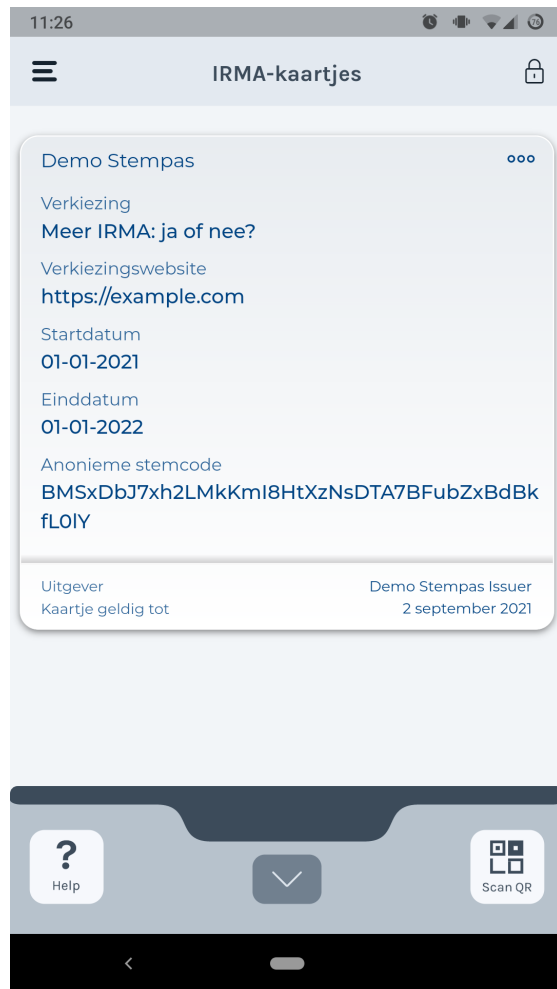 11:26
76
IRMA-kaartjes
Demo Stempas
Verkiezing
Meer IRMA: ja of nee?
Verkiezingswebsite
https://example.com
Startdatum
01-01-2021
Einddatum
01-01-2022
Anonieme stemcode
BMSxDbJ7xh2LMkKmI8HtXzNsDTA7BFubZxBdBk
fL0lY
Uitgever Demo Stempas Issuer
Kaartje geldig tot 2 september 2021
? 
Help
Scan QR